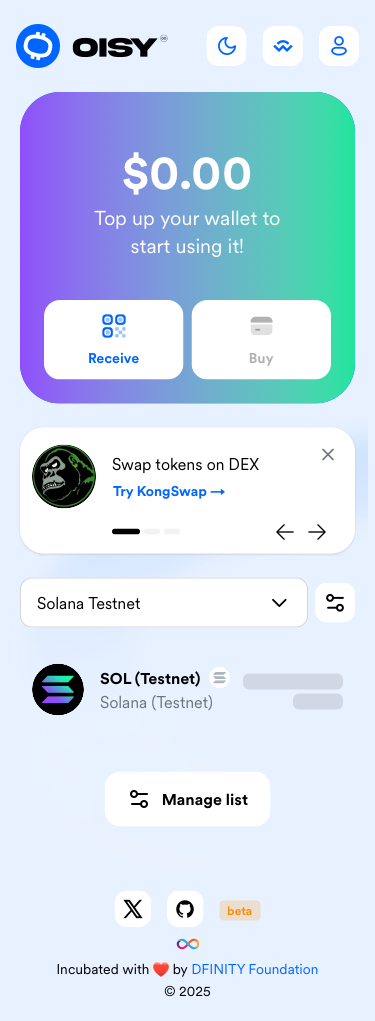 OISY
$0.00
Top up your wallet to
start using it!
Receive
Buy
Swap tokens on DEX
Try KongSwap →
Solana Testnet
SOL (Testnet)
Solana (Testnet)
Manage list
beta
Incubated with ❤️ by DFINITY Foundation
© 2025